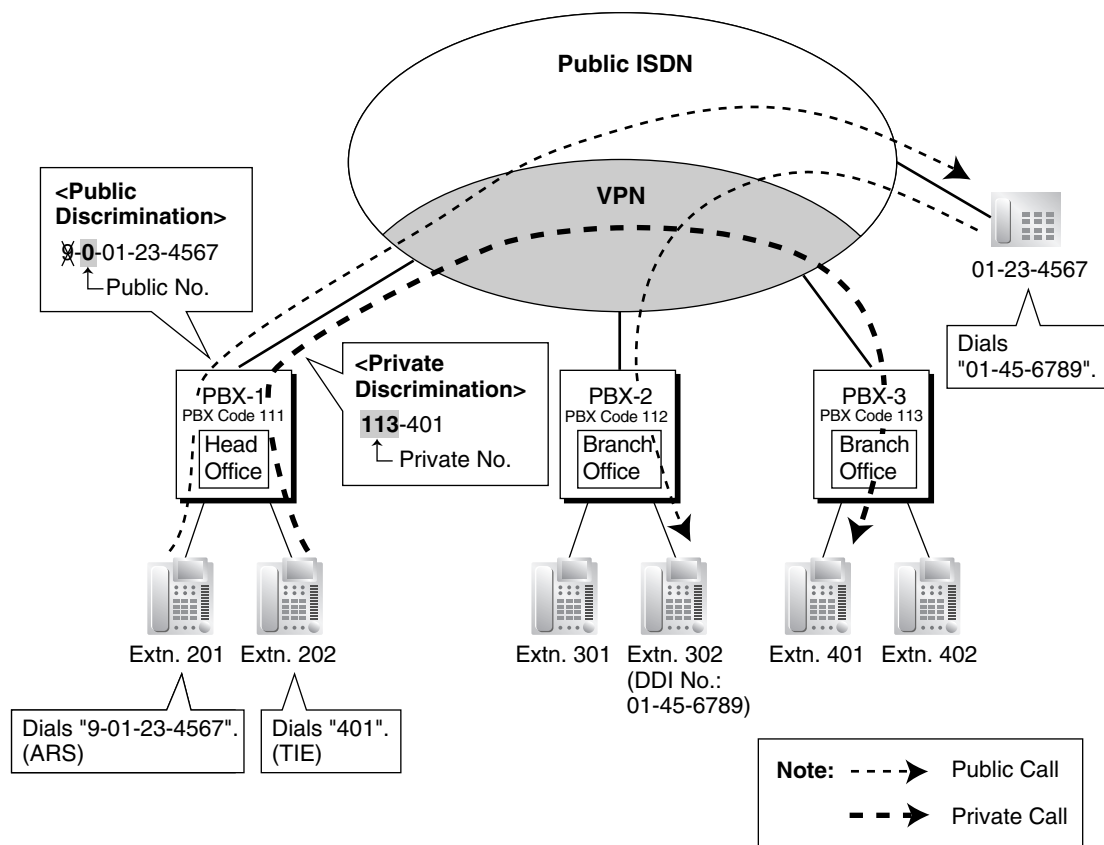 Public ISDN
VPN
<Public
Discrimination>
9-0-01-23-4567
Public No.
01-23-4567
Dials
"01-45-6789".
<Private
Discrimination>
113-401
Private No.
PBX-1
PBX Code 111
Head
Office
PBX-2
PBX Code 112
Branch
Office
PBX-3
PBX Code 113
Branch
Office
Extn. 201
Extn. 202
Extn. 301
Extn. 302
(DDI No.:
01-45-6789)
Extn. 401
Extn. 402
Dials "9-01-23-4567".
(ARS)
Dials "401".
(TIE)
Note:
Public Call
Private Call